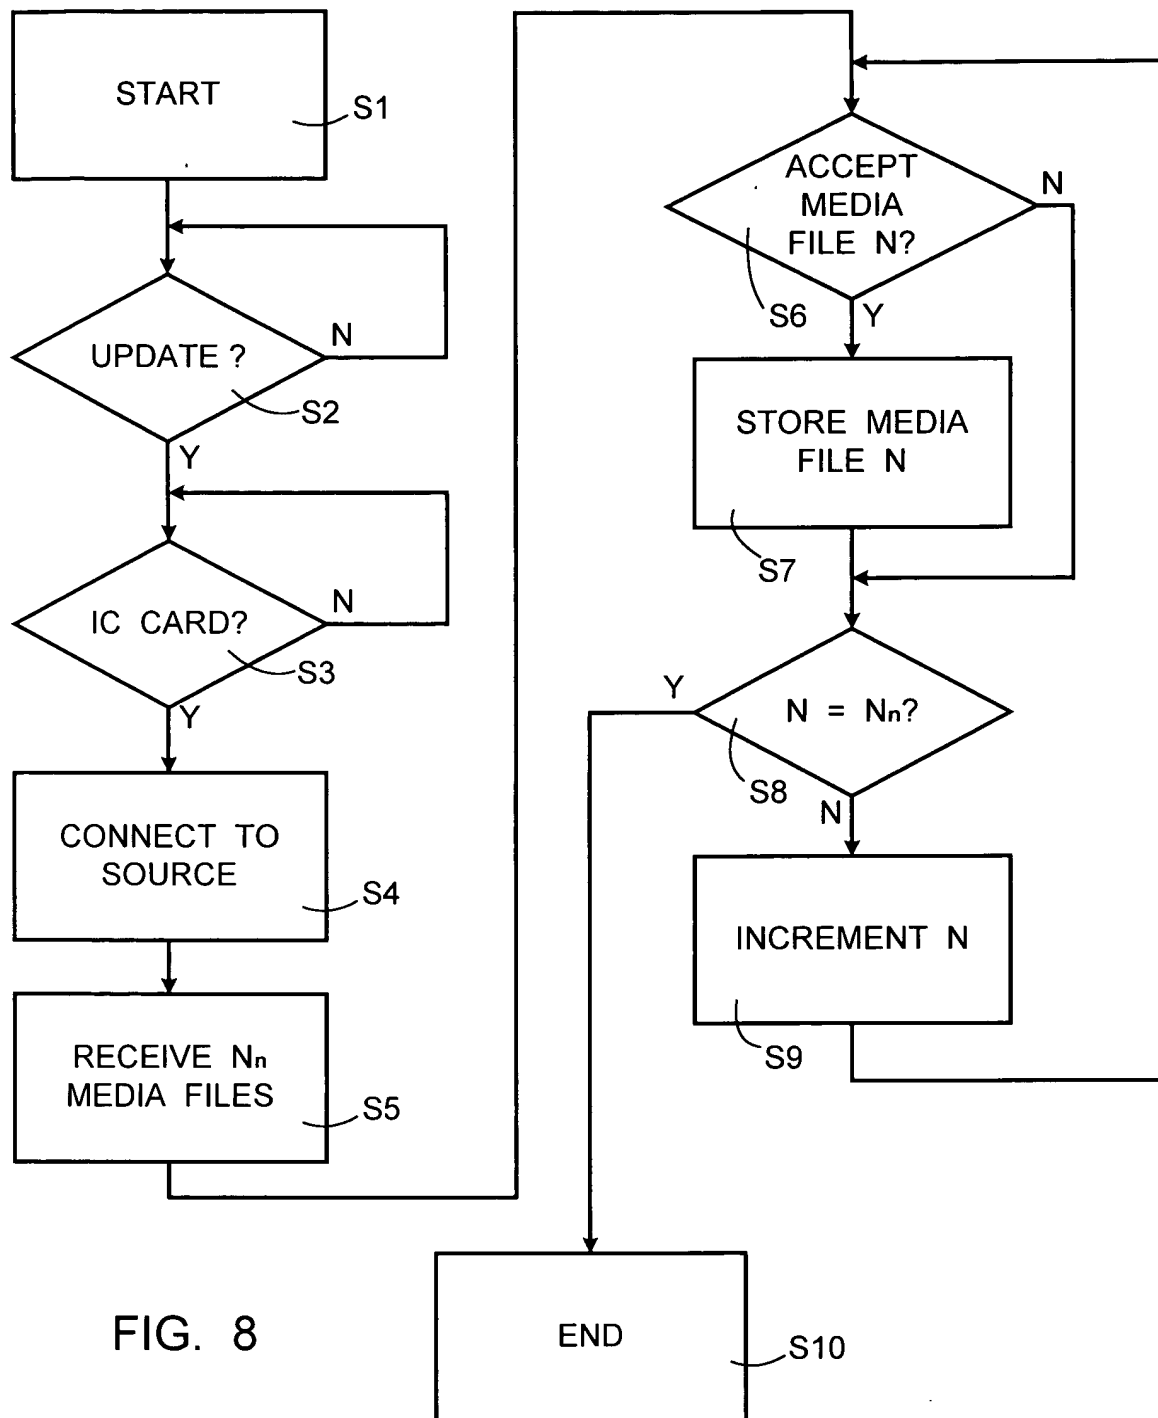 START
S1
UPDATE ?
N
S2
Y
IC CARD?
N
S3
Y
CONNECT TO
SOURCE
S4
RECEIVE Nn
MEDIA FILES
S5
ACCEPT
MEDIA
FILE N?
N
S6
Y
STORE MEDIA
FILE N
S7
Y
N = Nn?
S8
N
INCREMENT N
S9
END
S10
FIG. 8